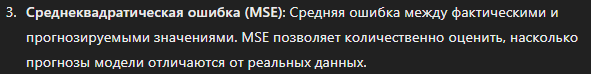 3. Среднеквадратическая ошибка (MSE): Средняя ошибка между фактическими и
прогнозируемыми значениями. MSE позволяет количественно оценить, насколько
прогнозы модели отличаются от реальных данных.